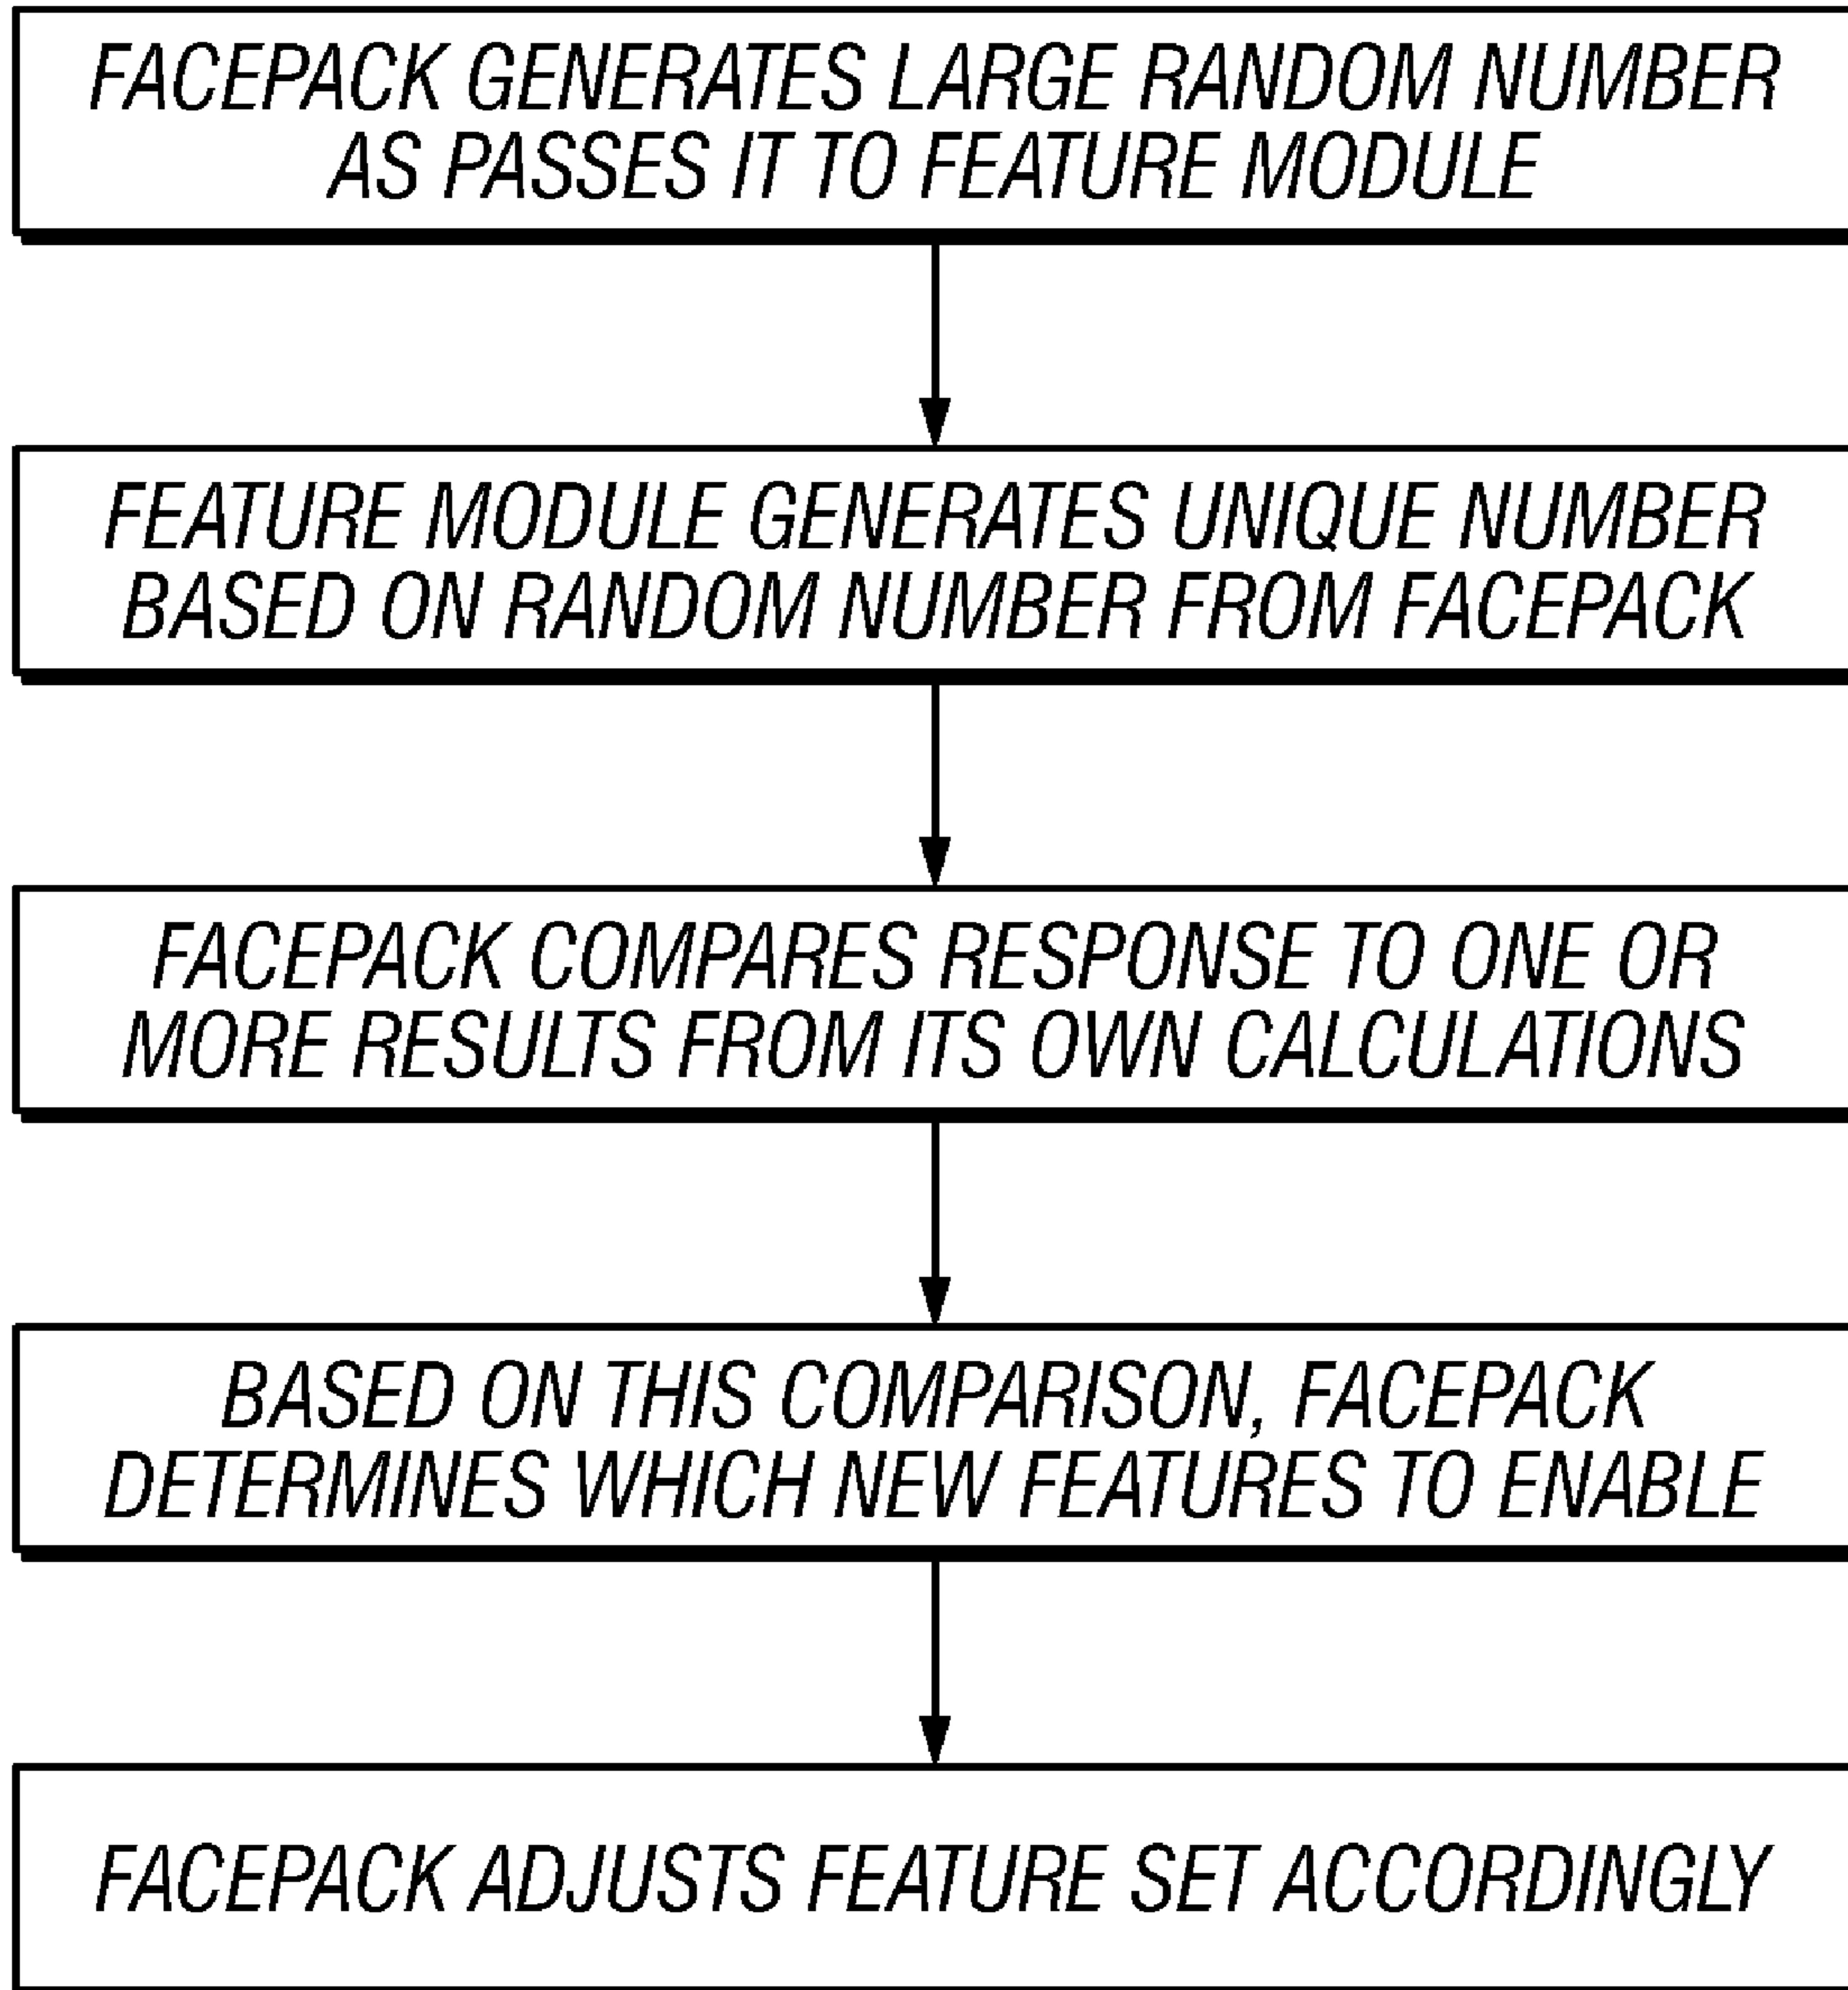 FACEPACK GENERATES LARGE RANDOM NUMBER
AS PASSES IT TO FEATURE MODULE
FEATURE MODULE GENERATES UNIQUE NUMBER
BASED ON RANDOM NUMBER FROM FACEPACK
FACEPACK COMPARES RESPONSE TO ONE OR
MORE RESULTS FROM ITS OWN CALCULATIONS
BASED ON THIS COMPARISON, FACEPACK
DETERMINES WHICH NEW FEATURES TO ENABLE
FACEPACK ADJUSTS FEATURE SET ACCORDINGLY